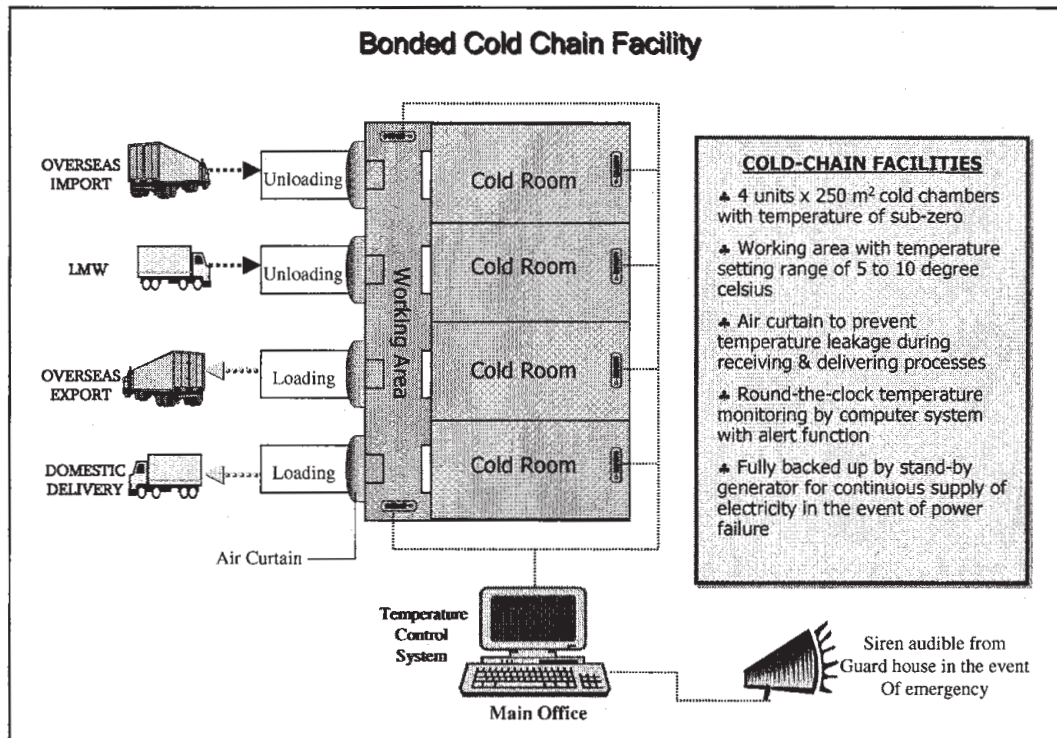 Bonded Cold Chain Facility
OVERSEAS
IMPORT
Unloading
Cold Room
LMW
Unloading
Cold Room
Working Area
OVERSEAS
EXPORT
Loading
Cold Room
DOMESTIC
DELIVERY
Loading
Cold Room
Air Curtain
COLD-CHAIN FACILITIES
♣ 4 units x 250 m² cold chambers
with temperature of sub-zero
♣ Working area with temperature
setting range of 5 to 10 degree
celsius
♣ Air curtain to prevent
temperature leakage during
receiving & delivering processes
♣ Round-the-clock temperature
monitoring by computer system
with alert function
♣ Fully backed up by stand-by
generator for continuous supply of
electricity in the event of power
failure
Temperature
Control
System
Main Office
Siren audible from
Guard house in the event
Of emergency